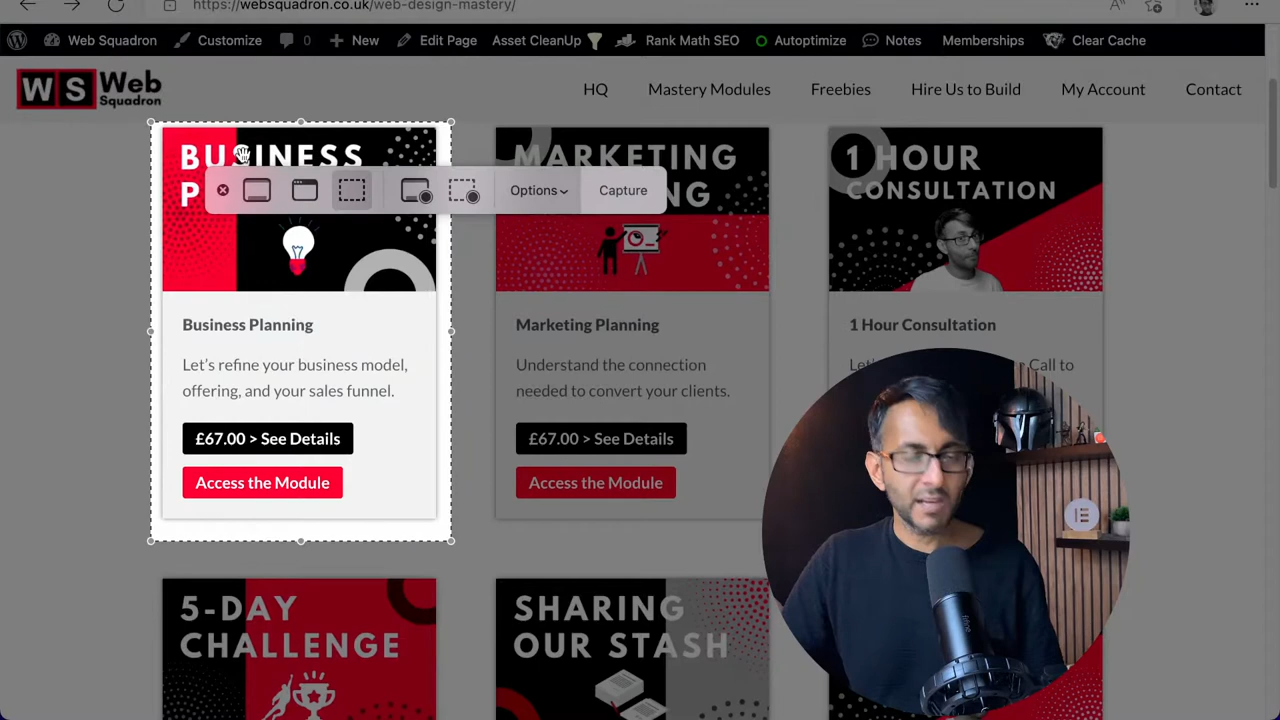 https://websquadron.co.uk/web-design-mastery/
Web Squadron
Customize
0
New
Edit Page
Asset CleanUp
Rank Math SEO
Autoptimize
Notes
Memberships
Clear Cache
WS Web
Squadron
HQ
Mastery Modules
Freebies
Hire Us to Build
My Account
Contact
BUSINESS
P
Options
Capture
Business Planning
Let's refine your business model,
offering, and your sales funnel.
£67.00 > See Details
Access the Module
MARKETING
NG
Marketing Planning
Understand the connection
needed to convert your clients.
£67.00 > See Details
Access the Module
1 HOUR
CONSULTATION
1 Hour Consultation
Call to
5-DAY
CHALLENGE
SHARING
OUR STASH